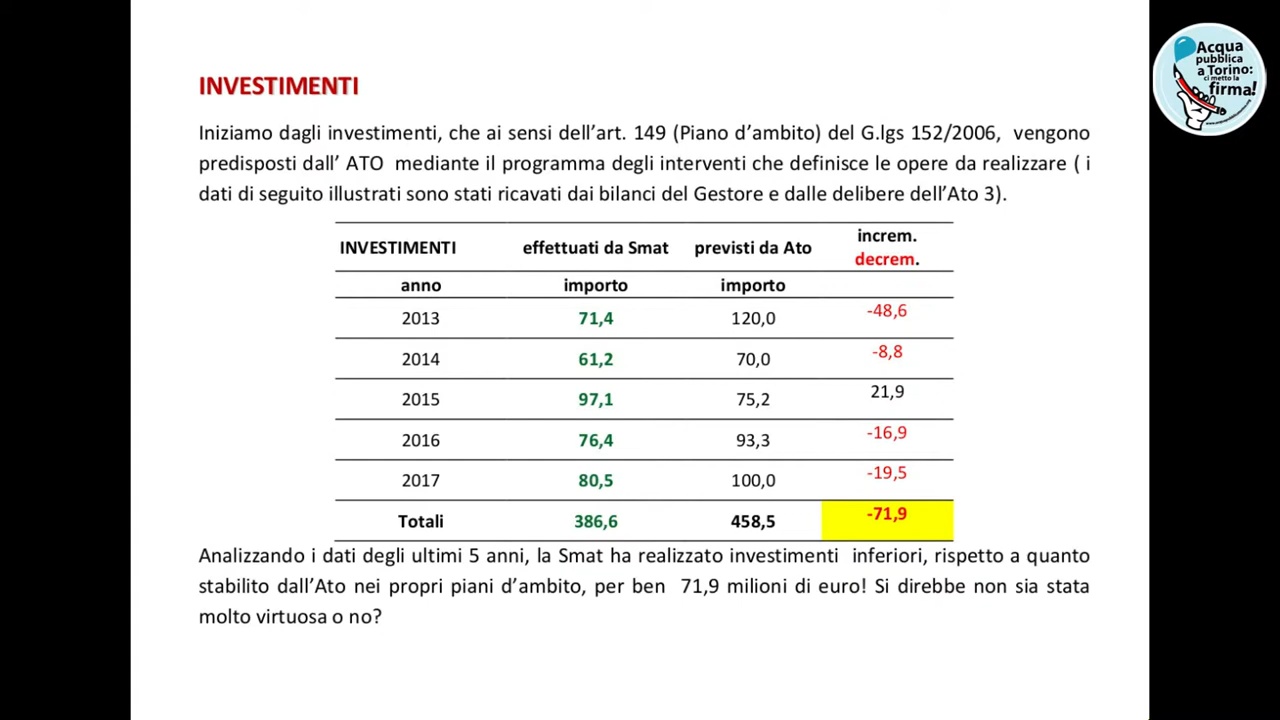 INVESTIMENTI
Iniziamo dagli investimenti, che ai sensi dell'art. 149 (Piano d'ambito) del G.lgs 152/2006, vengono
predisposti dall' ATO mediante il programma degli interventi che definisce le opere da realizzare ( i
dati di seguito illustrati sono stati ricavati dai bilanci del Gestore e dalle delibere dell'Ato 3).
INVESTIMENTI effettuati da Smat previsti da Ato increm. decrem.
anno importo importo
2013 71,4 120,0 -48,6
2014 61,2 70,0 -8,8
2015 97,1 75,2 21,9
2016 76,4 93,3 -16,9
2017 80,5 100,0 -19,5
Totali 386,6 458,5 -71,9
Analizzando i dati degli ultimi 5 anni, la Smat ha realizzato investimenti inferiori, rispetto a quanto
stabilito dall'Ato nei propri piani d'ambito, per ben 71,9 milioni di euro! Si direbbe non sia stata
molto virtuosa o no?
Acqua
pubblica
a Torino:
ci metto la
firma!